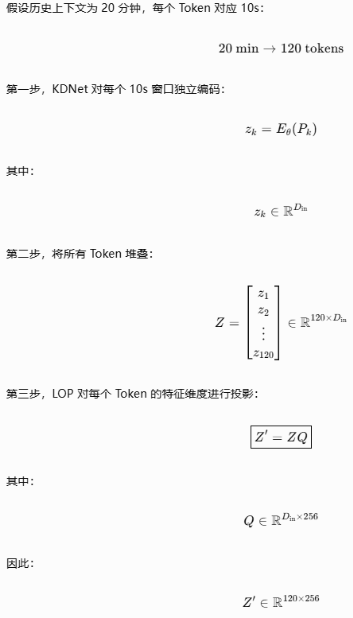 假设历史上下文为 20 分钟，每个 Token 对应 10s：
20 min → 120 tokens
第一步，KDNet 对每个 10s 窗口独立编码：
z_k = E_θ(P_k)
其中：
z_k ∈ ℝ^{D_in}
第二步，将所有 Token 堆叠：
Z = [z_1 z_2 ⋮ z_120] ∈ ℝ^{120×D_in}
第三步，LOP 对每个 Token 的特征维度进行投影：
Z′ = ZQ
其中：
Q ∈ ℝ^{D_in×256}
因此：
Z′ ∈ ℝ^{120×256}